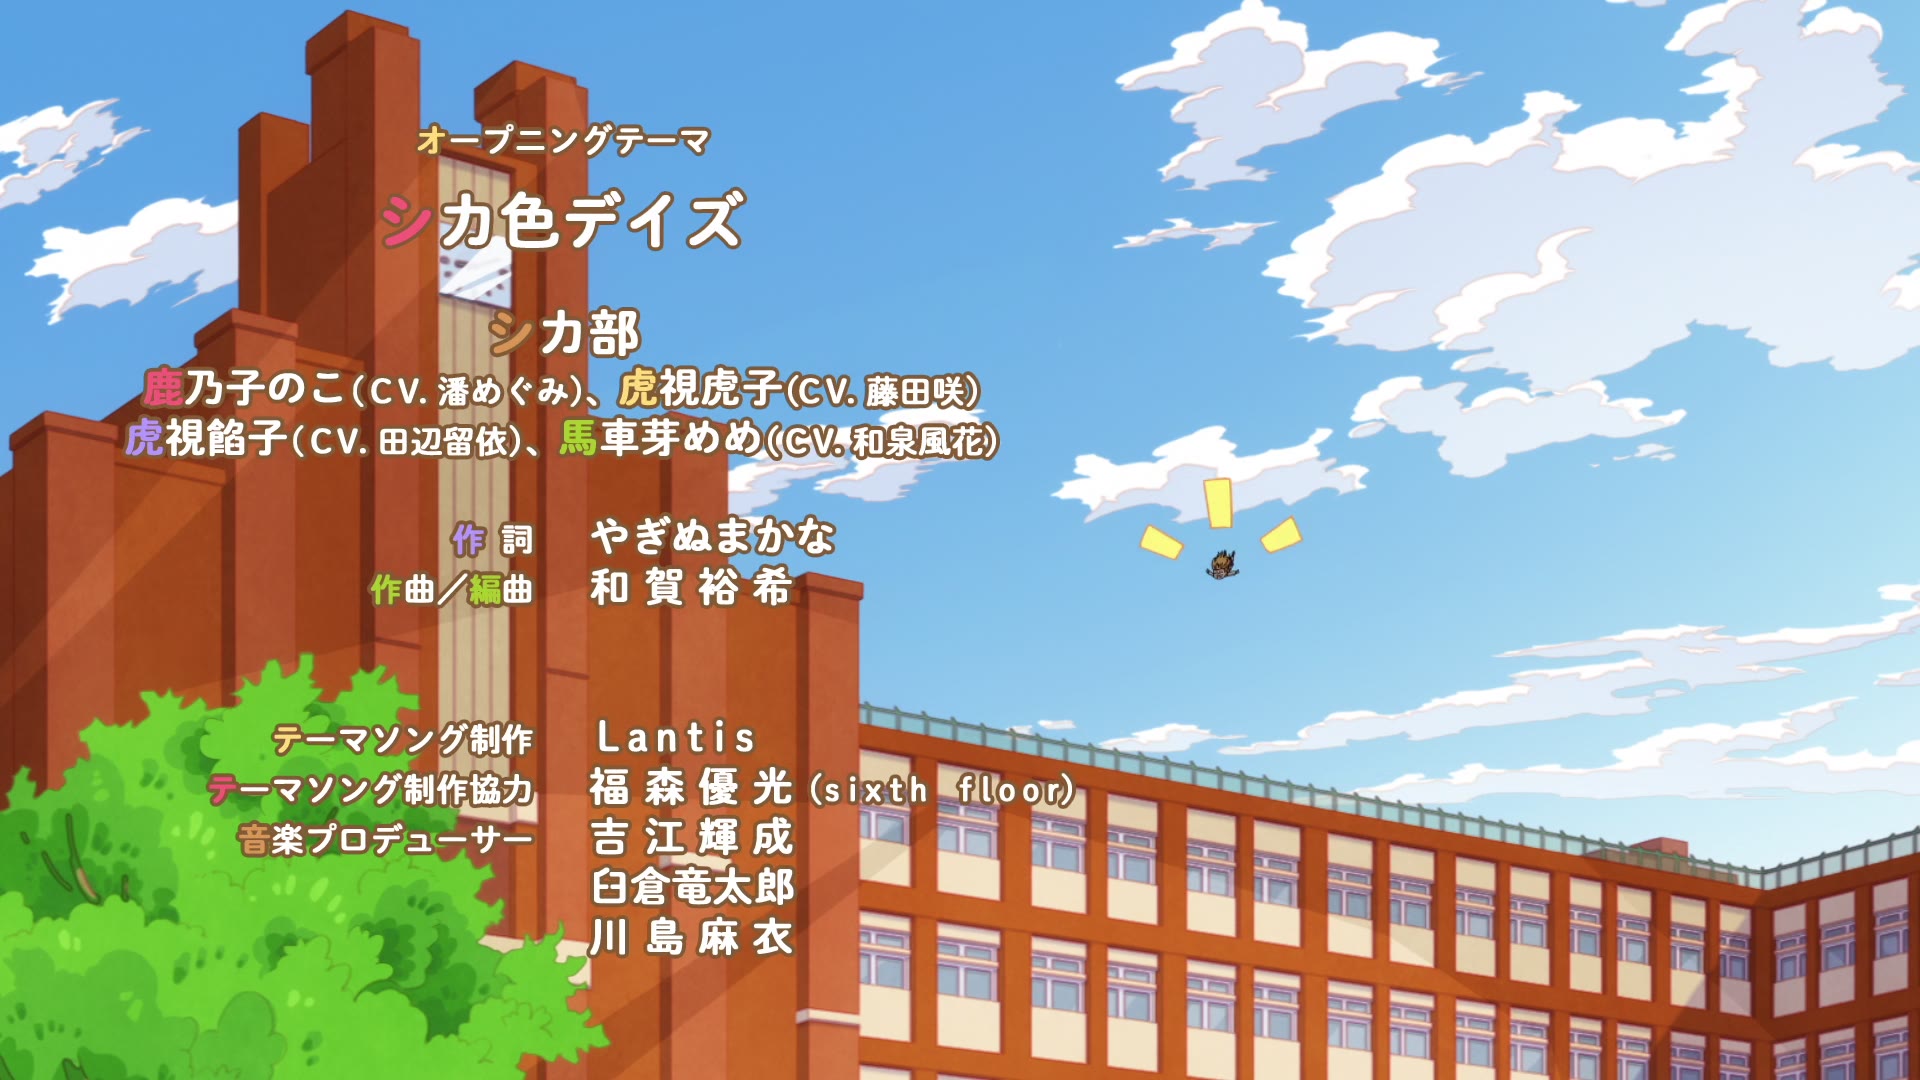 オープニングテーマ
シカ色デイズ
シカ部
鹿乃子のこ(CV. 潘めぐみ)、虎視虎子(CV. 藤田咲)
虎視餡子(CV. 田辺留依)、馬車芽めめ(CV. 和泉風花)
作 詞 やぎぬまかな
作曲／編曲 和賀裕希
テーマソング制作 Lantis
テーマソング制作協力 福森優光(sixth floor)
音楽プロデューサー 吉江輝成
臼倉竜太郎
川島麻衣